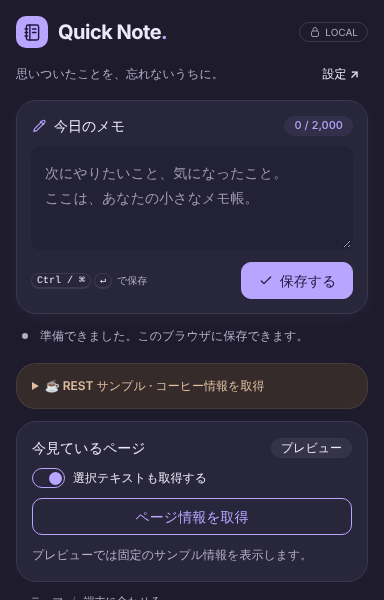 Quick Note.
LOCAL
思いついたことを、忘れないうちに。
設定
今日のメモ
0 / 2,000
次にやりたいこと、気になったこと。
ここは、あなたの小さなメモ帳。
Ctrl / ⌘ ↵ で保存
保存する
準備できました。このブラウザに保存できます。
REST サンプル · コーヒー情報を取得
今見ているページ
プレビュー
選択テキストも取得する
ページ情報を取得
プレビューでは固定のサンプル情報を表示します。